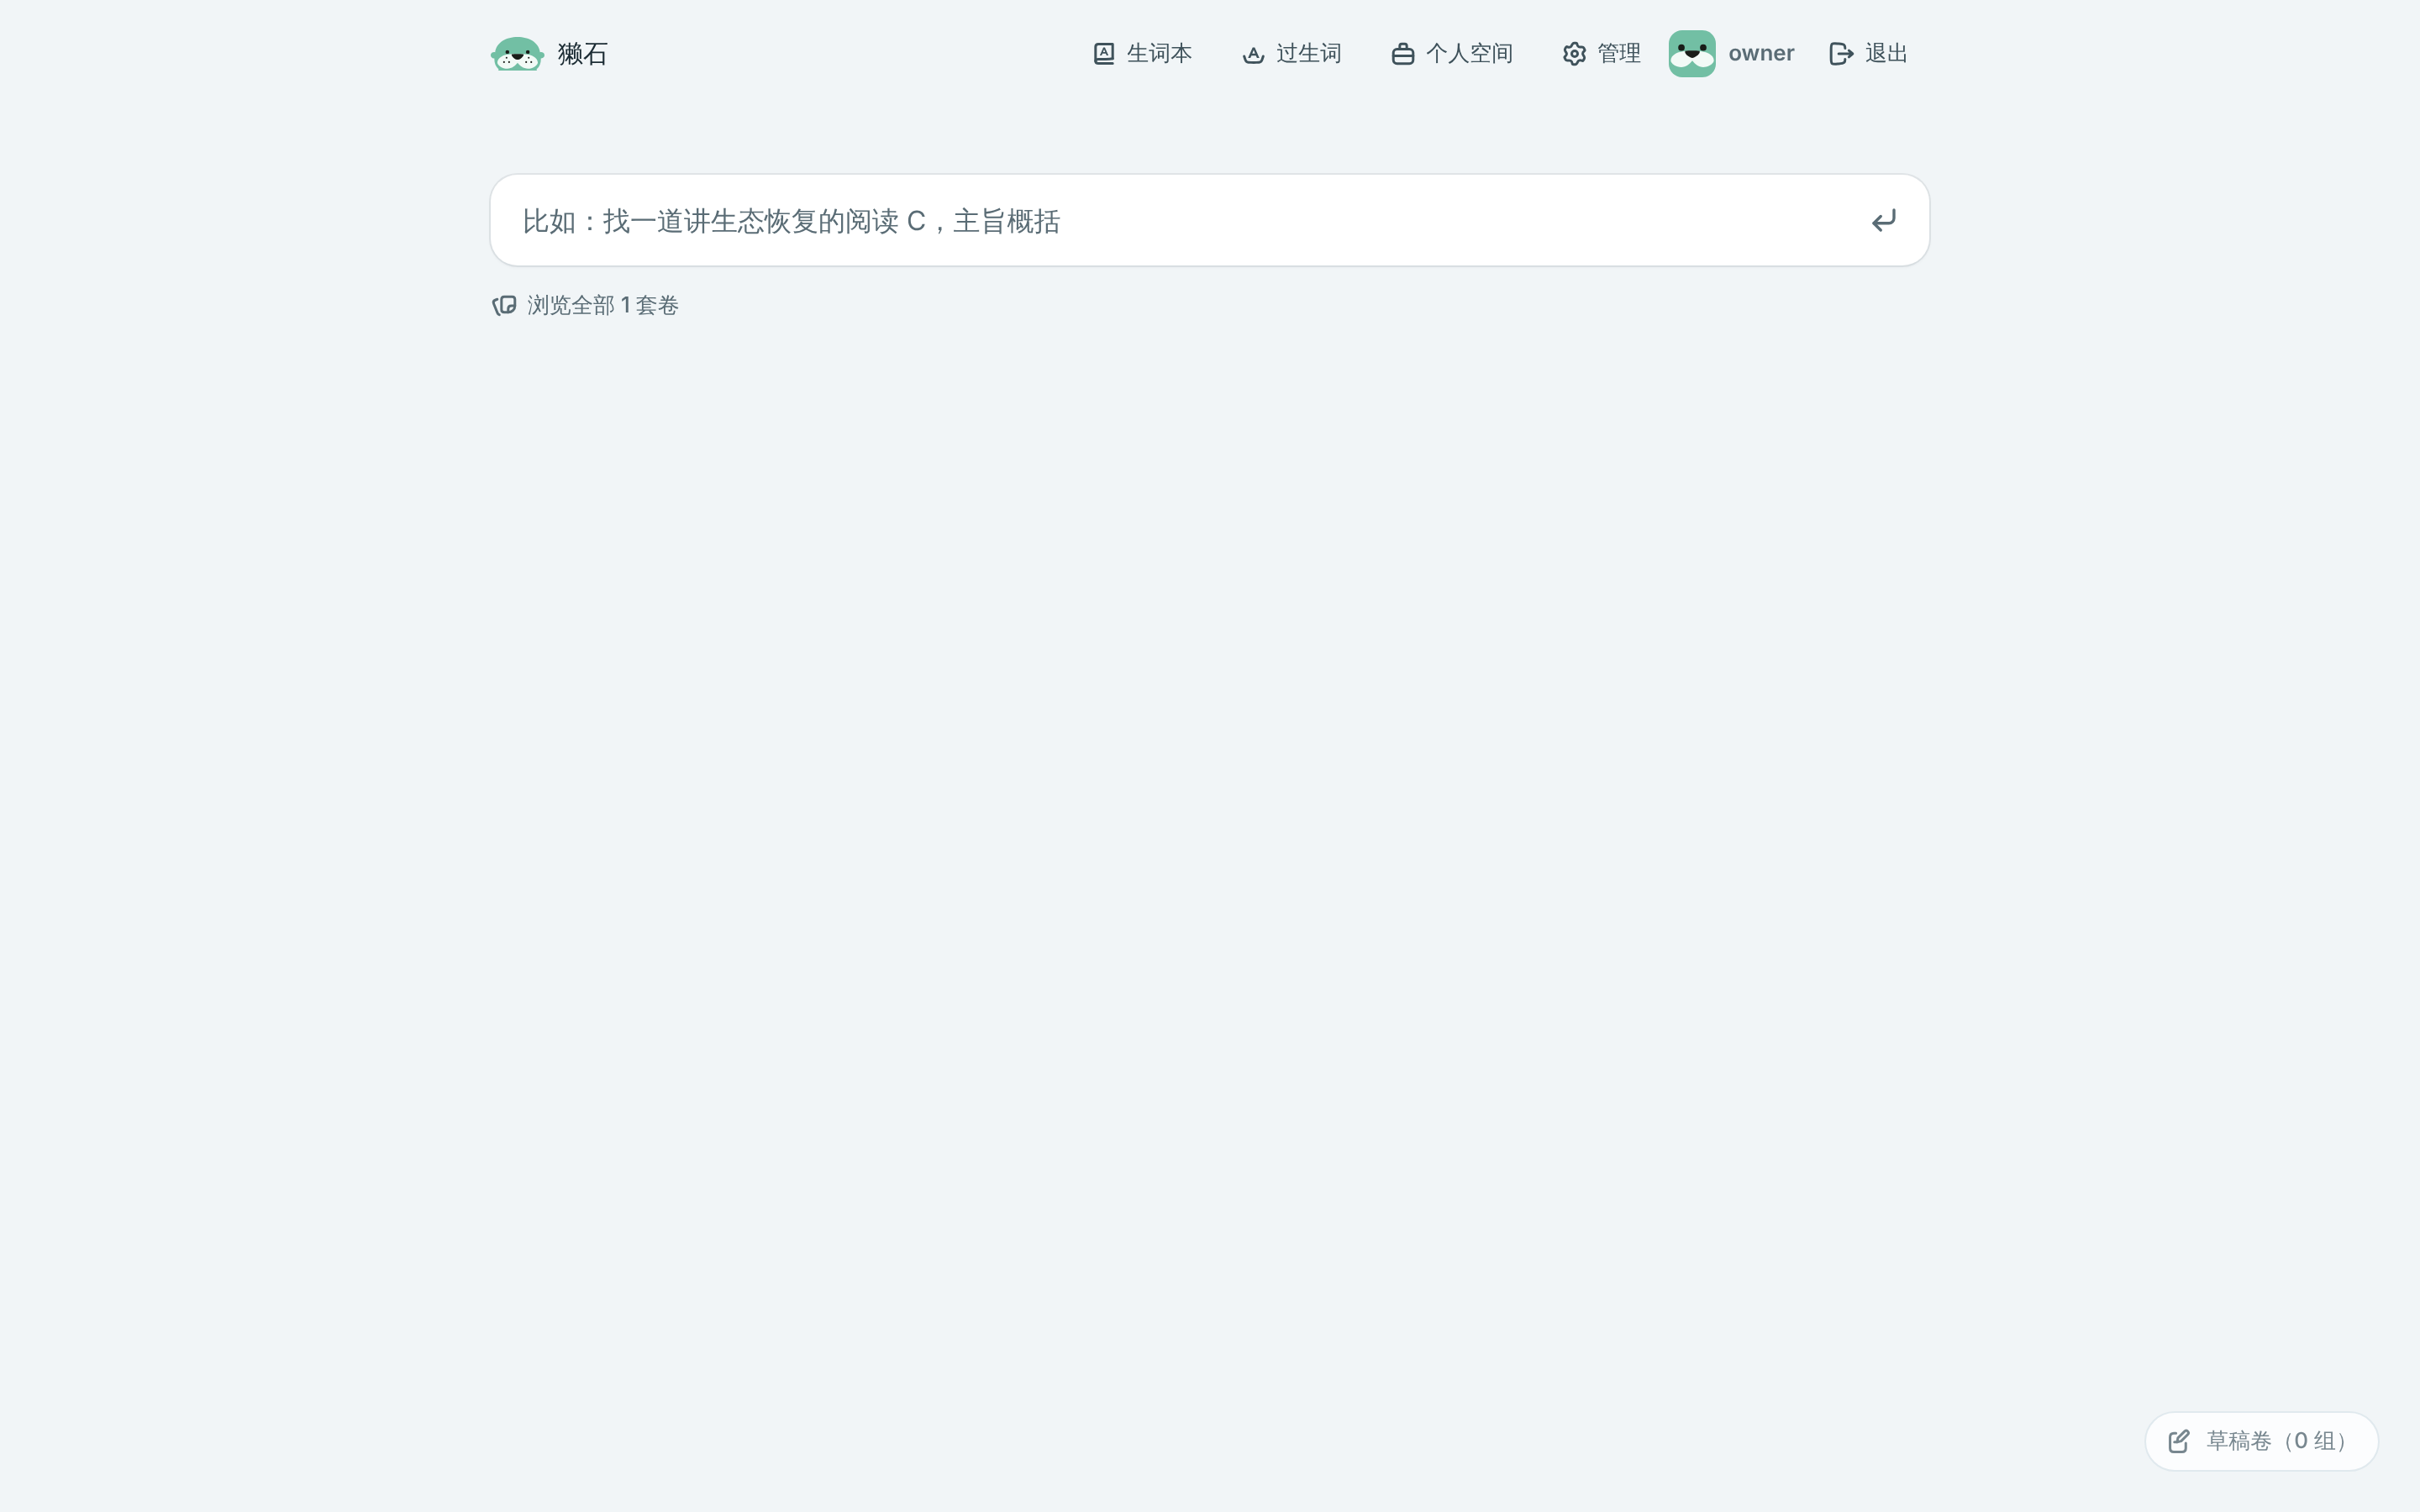 獭石
生词本
过生词
个人空间
管理
owner
退出
比如：找一道讲生态恢复的阅读 C，主旨概括
浏览全部 1 套卷
草稿卷（0 组）